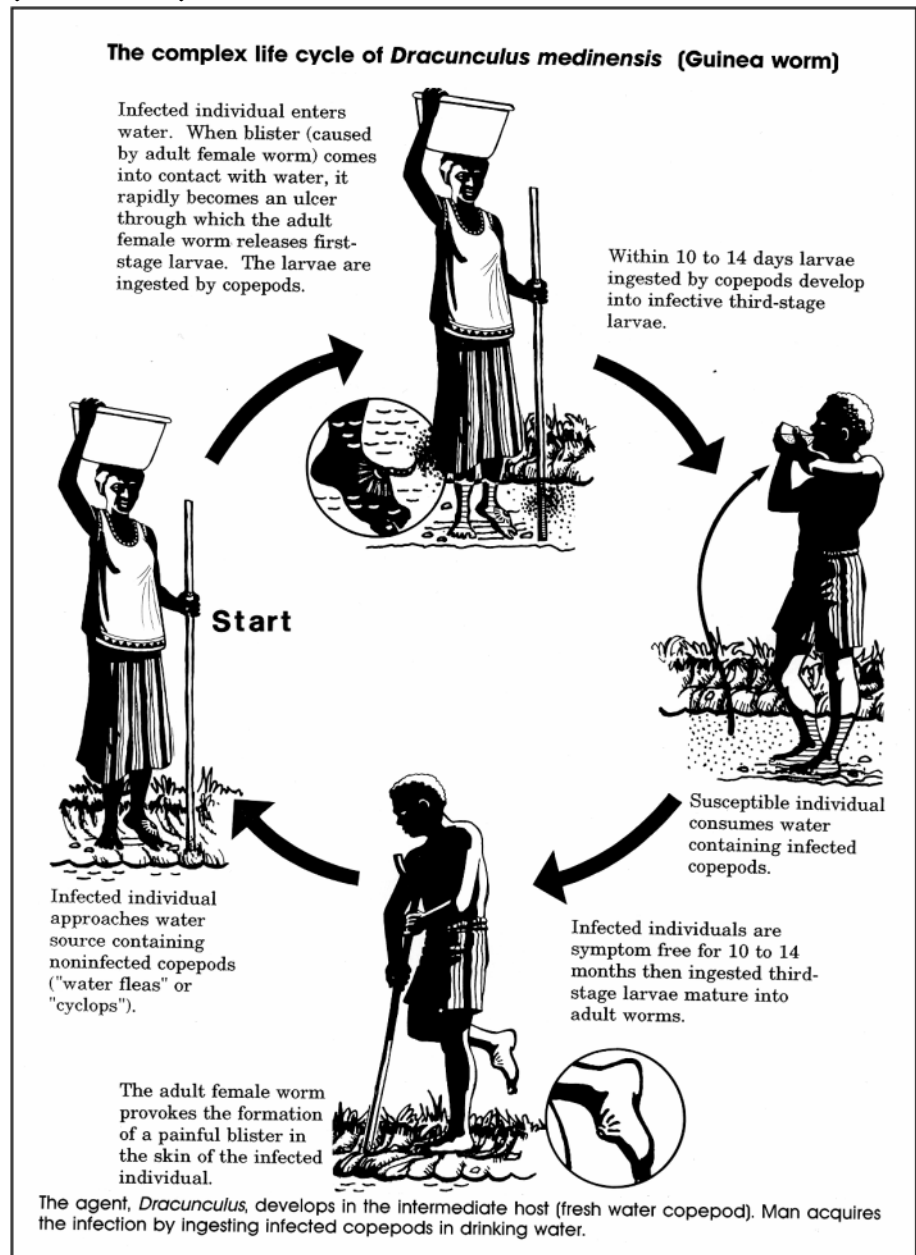 The complex life cycle of Dracunculus medinensis (Guinea worm)
Infected individual enters
water. When blister (caused
by adult female worm) comes
into contact with water, it
rapidly becomes an ulcer
through which the adult
female worm releases first-
stage larvae. The larvae are
ingested by copepods.
Within 10 to 14 days larvae
ingested by copepods develop
into infective third-stage
larvae.
Start
Susceptible individual
consumes water
containing infected
copepods.
Infected individuals are
symptom free for 10 to 14
months then ingested third-
stage larvae mature into
adult worms.
The adult female worm
provokes the formation
of a painful blister in
the skin of the infected
individual.
Infected individual
approaches water
source containing
noninfected copepods
("water fleas" or
"cyclops").
The agent, Dracunculus, develops in the intermediate host (fresh water copepod). Man acquires
the infection by ingesting infected copepods in drinking water.